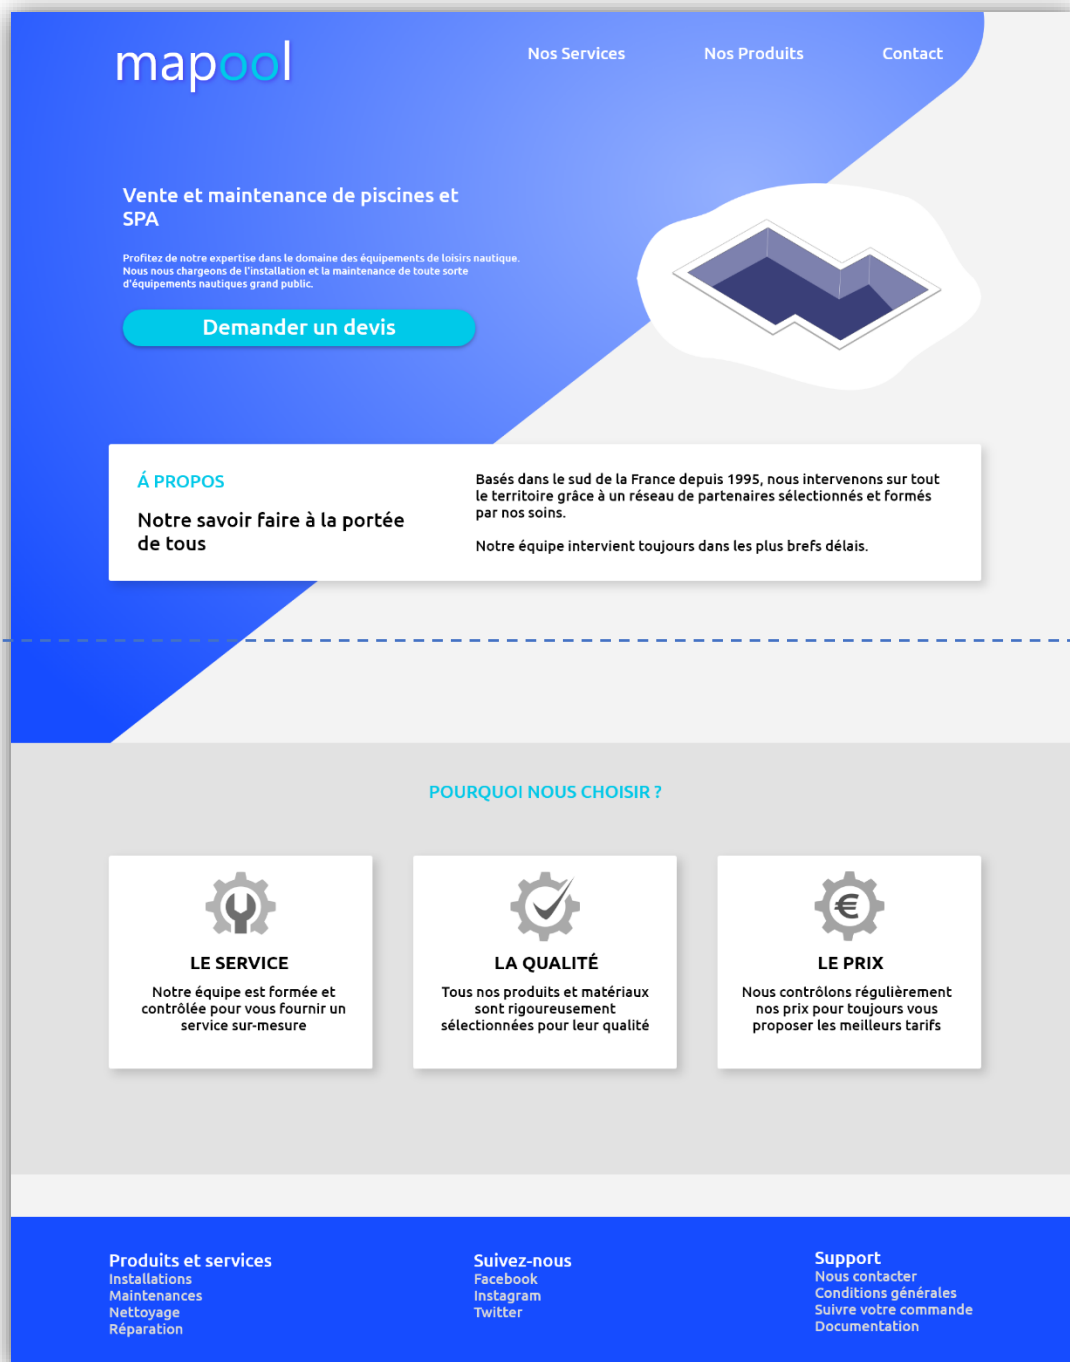 mapool
Nos Services
Nos Produits
Contact
Vente et maintenance de piscines et
SPA
Profitez de notre expertise dans le domaine des équipements de loisirs nautique.
Nous nous chargeons de l'installation et la maintenance de toute sorte
d'équipements nautiques grand public.
Demander un devis
Á PROPOS
Notre savoir faire à la portée
de tous
Basés dans le sud de la France depuis 1995, nous intervenons sur tout
le territoire grâce à un réseau de partenaires sélectionnés et formés
par nos soins.
Notre équipe intervient toujours dans les plus brefs délais.
POURQUOI NOUS CHOISIR ?
LE SERVICE
Notre équipe est formée et
contrôlée pour vous fournir un
service sur-mesure
LA QUALITÉ
Tous nos produits et matériaux
sont rigoureusement
sélectionnées pour leur qualité
€
LE PRIX
Nous contrôlons régulièrement
nos prix pour toujours vous
proposer les meilleurs tarifs
Produits et services
Installations
Maintenances
Nettoyage
Réparation
Suivez-nous
Facebook
Instagram
Twitter
Support
Nous contacter
Conditions générales
Suivre votre commande
Documentation